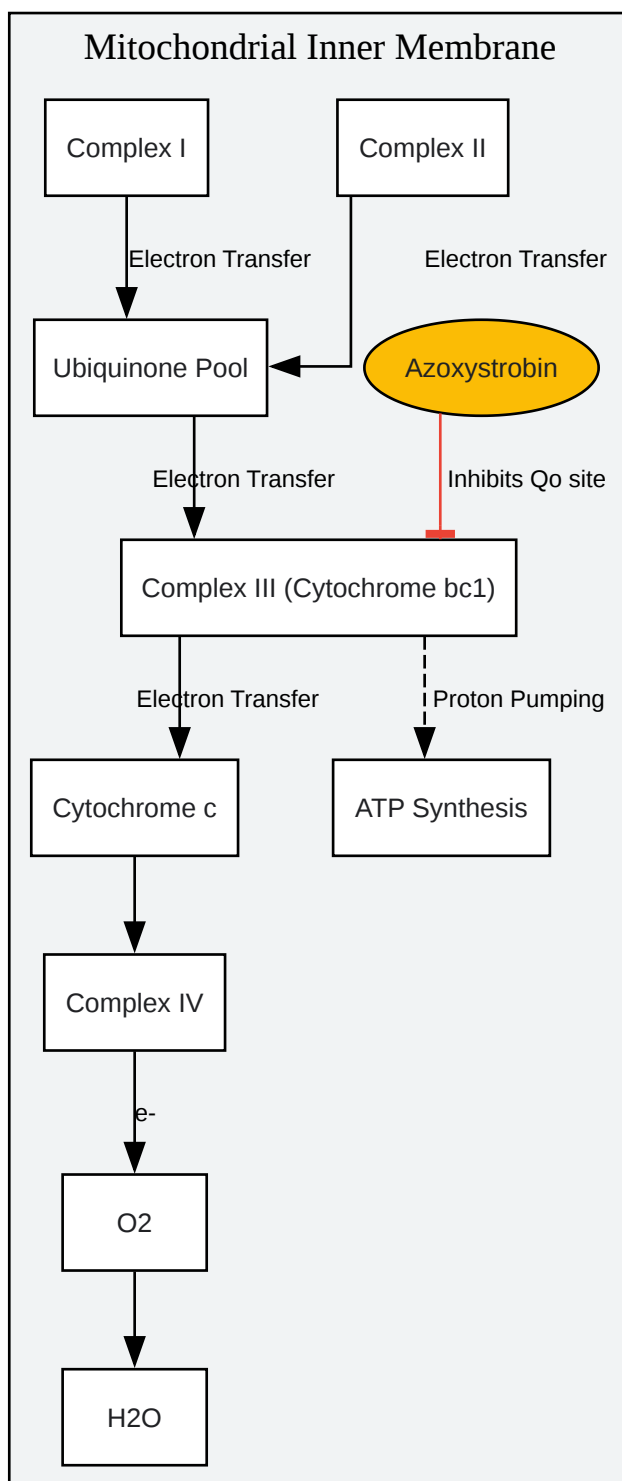 Mitochondrial Inner Membrane
Complex I
Complex II
Electron Transfer
Electron Transfer
Ubiquinone Pool
Azoxystrobin
Electron Transfer
Inhibits Qo site
Complex III (Cytochrome bc1)
Electron Transfer
Proton Pumping
Cytochrome c
ATP Synthesis
Complex IV
e-
O2
H2O